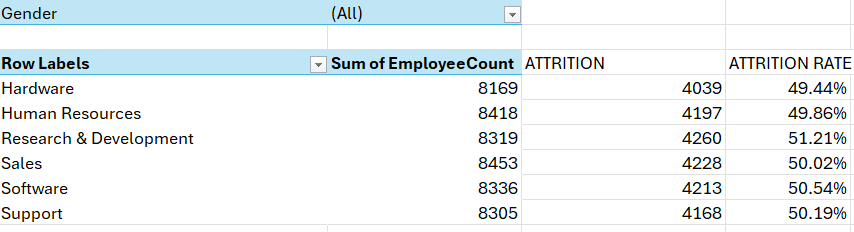 Gender (All)
Row Labels Sum of EmployeeCount ATTRITION ATTRITION RATE
Hardware 8169 4039 49.44%
Human Resources 8418 4197 49.86%
Research & Development 8319 4260 51.21%
Sales 8453 4228 50.02%
Software 8336 4213 50.54%
Support 8305 4168 50.19%